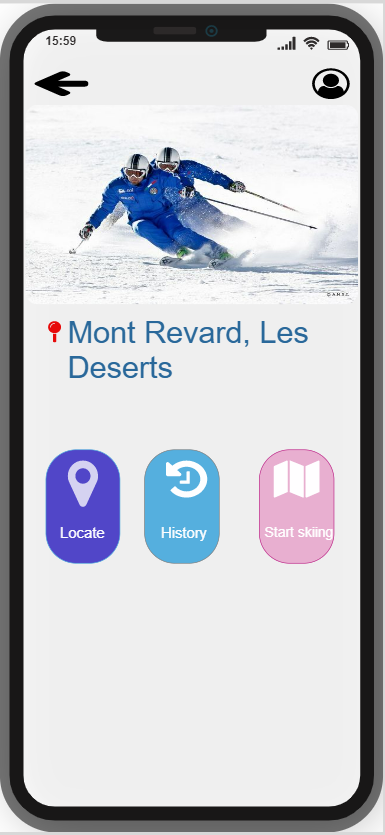 15:59
Mont Revard, Les
Deserts
Locate
History
Start skiing